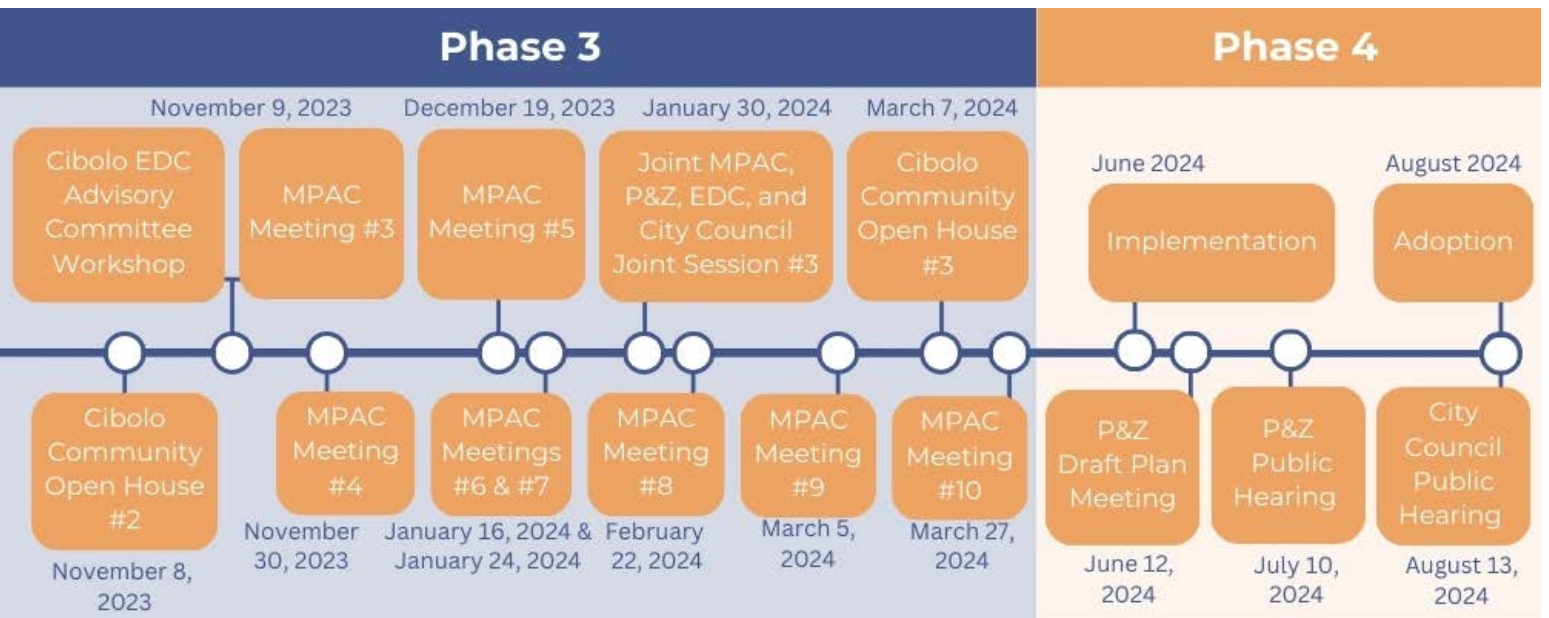 Phase 3
Phase 4
November 9, 2023
December 19, 2023
January 30, 2024
March 7, 2024
Cibolo EDC
Advisory
Committee
Workshop
MPAC
Meeting #3
MPAC
Meeting #5
Joint MPAC,
P&Z, EDC, and
City Council
Joint Session #3
Cibolo
Community
Open House
#3
June 2024
Implementation
August 2024
Adoption
Cibolo
Community
Open House
#2
November 8,
2023
MPAC
Meeting
#4
November
30, 2023
MPAC
Meetings
#6 & #7
January 16, 2024 &
January 24, 2024
MPAC
Meeting
#8
February
22, 2024
MPAC
Meeting
#9
March 5,
2024
MPAC
Meeting
#10
March 27,
2024
P&Z
Draft Plan
Meeting
June 12,
2024
P&Z
Public
Hearing
July 10,
2024
City
Council
Public
Hearing
August 13,
2024